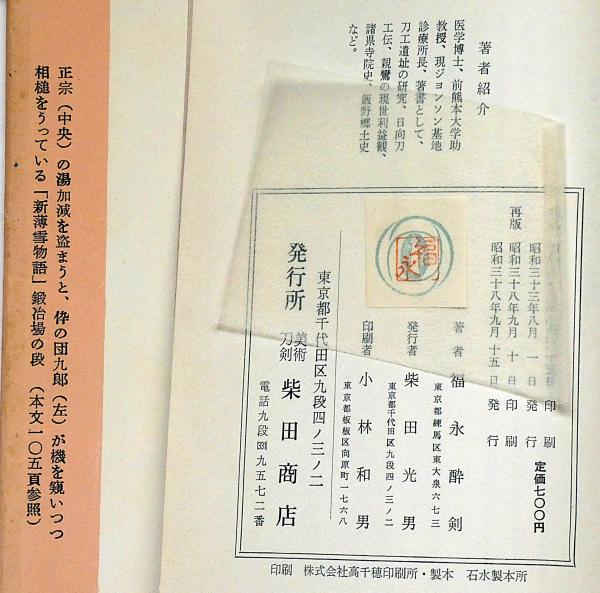 著者紹介
医学博士、前熊本大学助
教授、現ジョンソン基地
診療所長、著書として、
刀工遺址の研究、日向刀
工伝、親鸞の現世利益観、
諸県寺院史、飯野郷土史
など。
印刷
昭和三十三年八月 一 日 発行
再版 昭和三十八年九月 十 日 印刷
昭和三十八年九月 十五 日 発行
定価七〇〇円
著者 福永酔剣
東京都練馬区東大泉六七三
発行者 柴田光男
東京都千代田区九段四ノ三ノ二
印刷者 小林和男
東京都板橋区向原町一七六八
福永
東京都千代田区九段四ノ三ノ二
発行所 美術刀剣 柴田商店
電話九段(331)九五七二番
印刷 株式会社高千穂印刷所・製本 石水製本所
正宗（中央）の湯加減を盗まうと、伜の団九郎（左）が機を窺いつつ
相槌をうっている「新薄雪物語」鍛冶場の段 （本文一〇五頁参照）